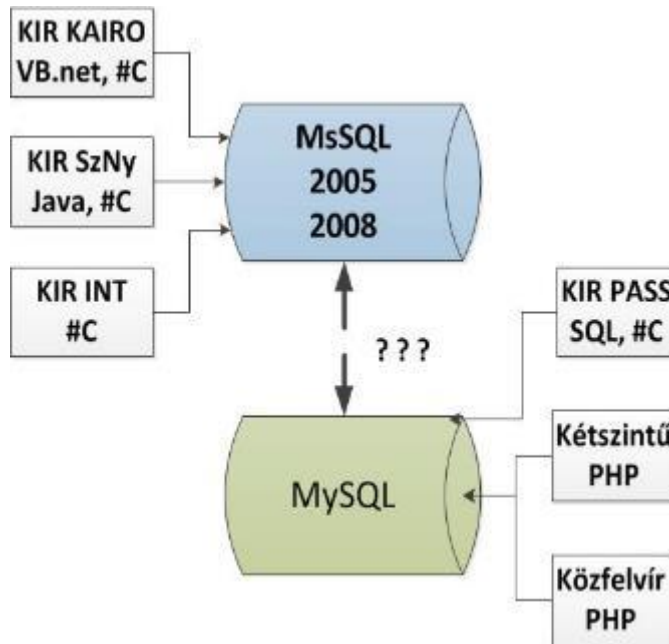 KIR KAIRO
VB.net, #C
KIR SzNy
Java, #C
KIR INT
#C
MsSQL
2005
2008
? ? ?
MySQL
KIR PASS
SQL, #C
Kétszintű
PHP
Közfelvír
PHP